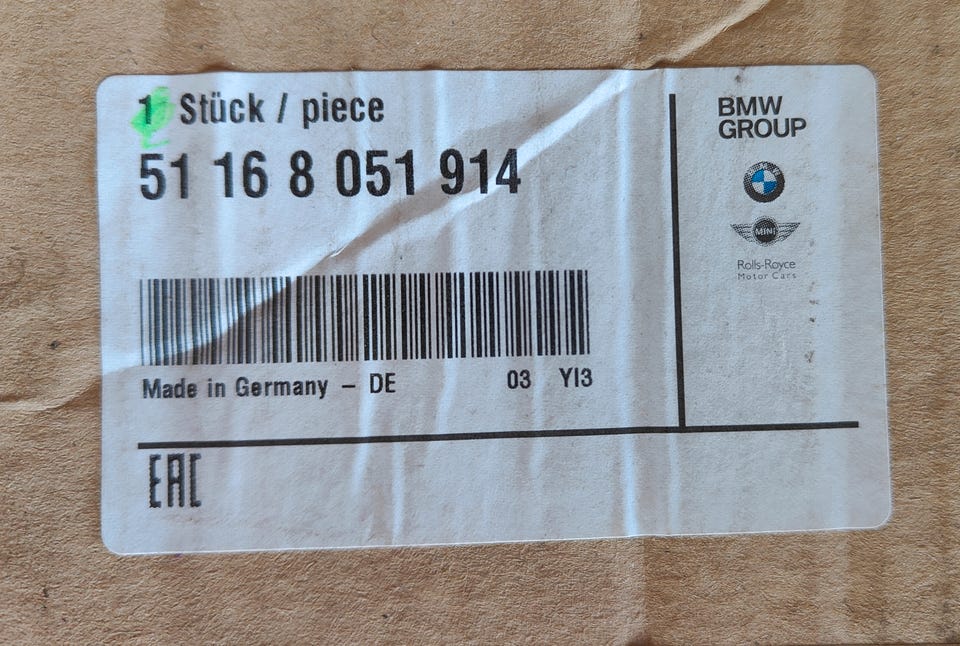 1 Stück / piece
51 16 8 051 914
Made in Germany – DE 03 YI3
EAC
BMW
GROUP
BMW
MINI
Rolls-Royce
Motor Cars